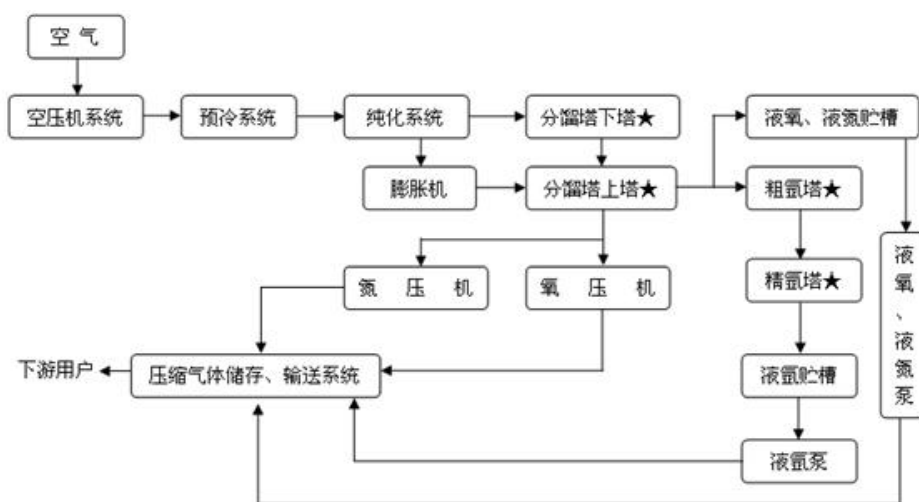 空 气
空压机系统
预冷系统
纯化系统
分馏塔下塔★
液氧、液氮贮槽
膨胀机
分馏塔上塔★
粗氩塔★
氮 压 机
氧 压 机
精氩塔★
液
氧
、
液
氮
泵
下游用户
压缩气体储存、输送系统
液氩贮槽
液氩泵